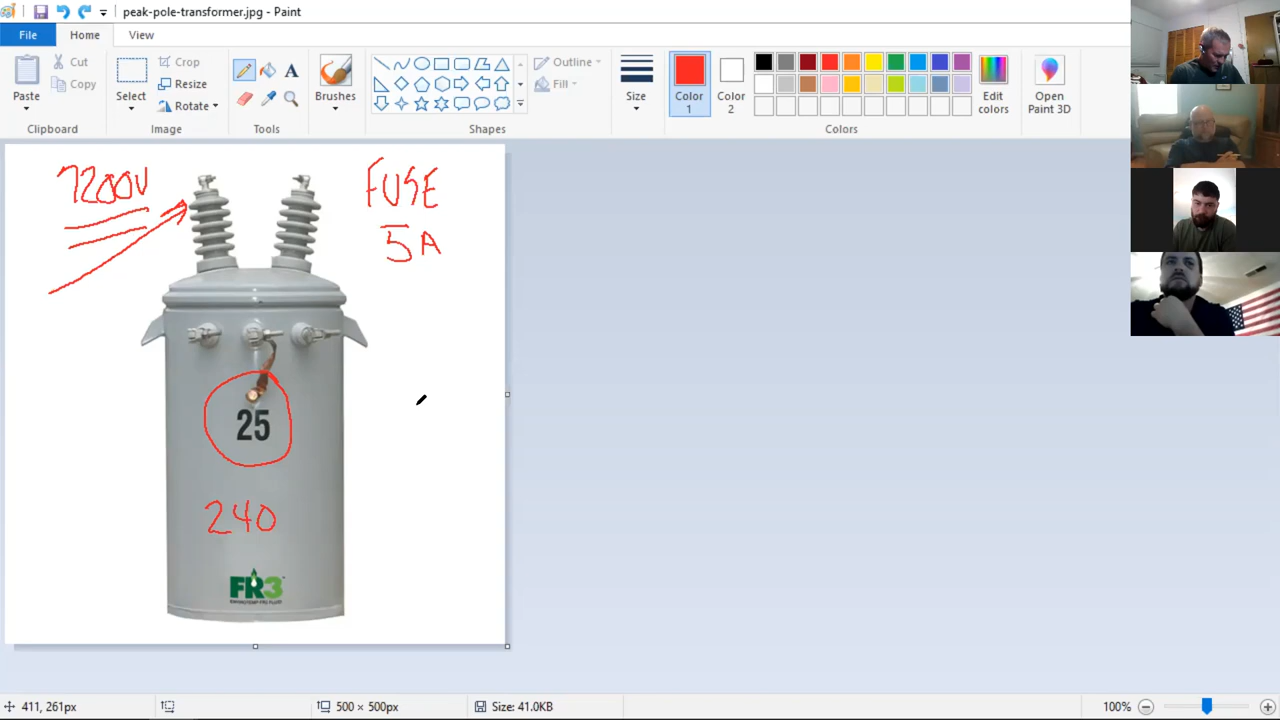 peak-pole-transformer.jpg - Paint
File
Home
View
Paste
Cut
Copy
Clipboard
Select
Crop
Resize
Rotate
Image
A
Tools
Brushes
Shapes
Outline
Fill
Size
Color
1
Color
2
Colors
Edit
colors
Open
Paint 3D
7200V
FUSE
5A
25
240
FR3
411, 261px
500 × 500px
Size: 41.0KB
100%